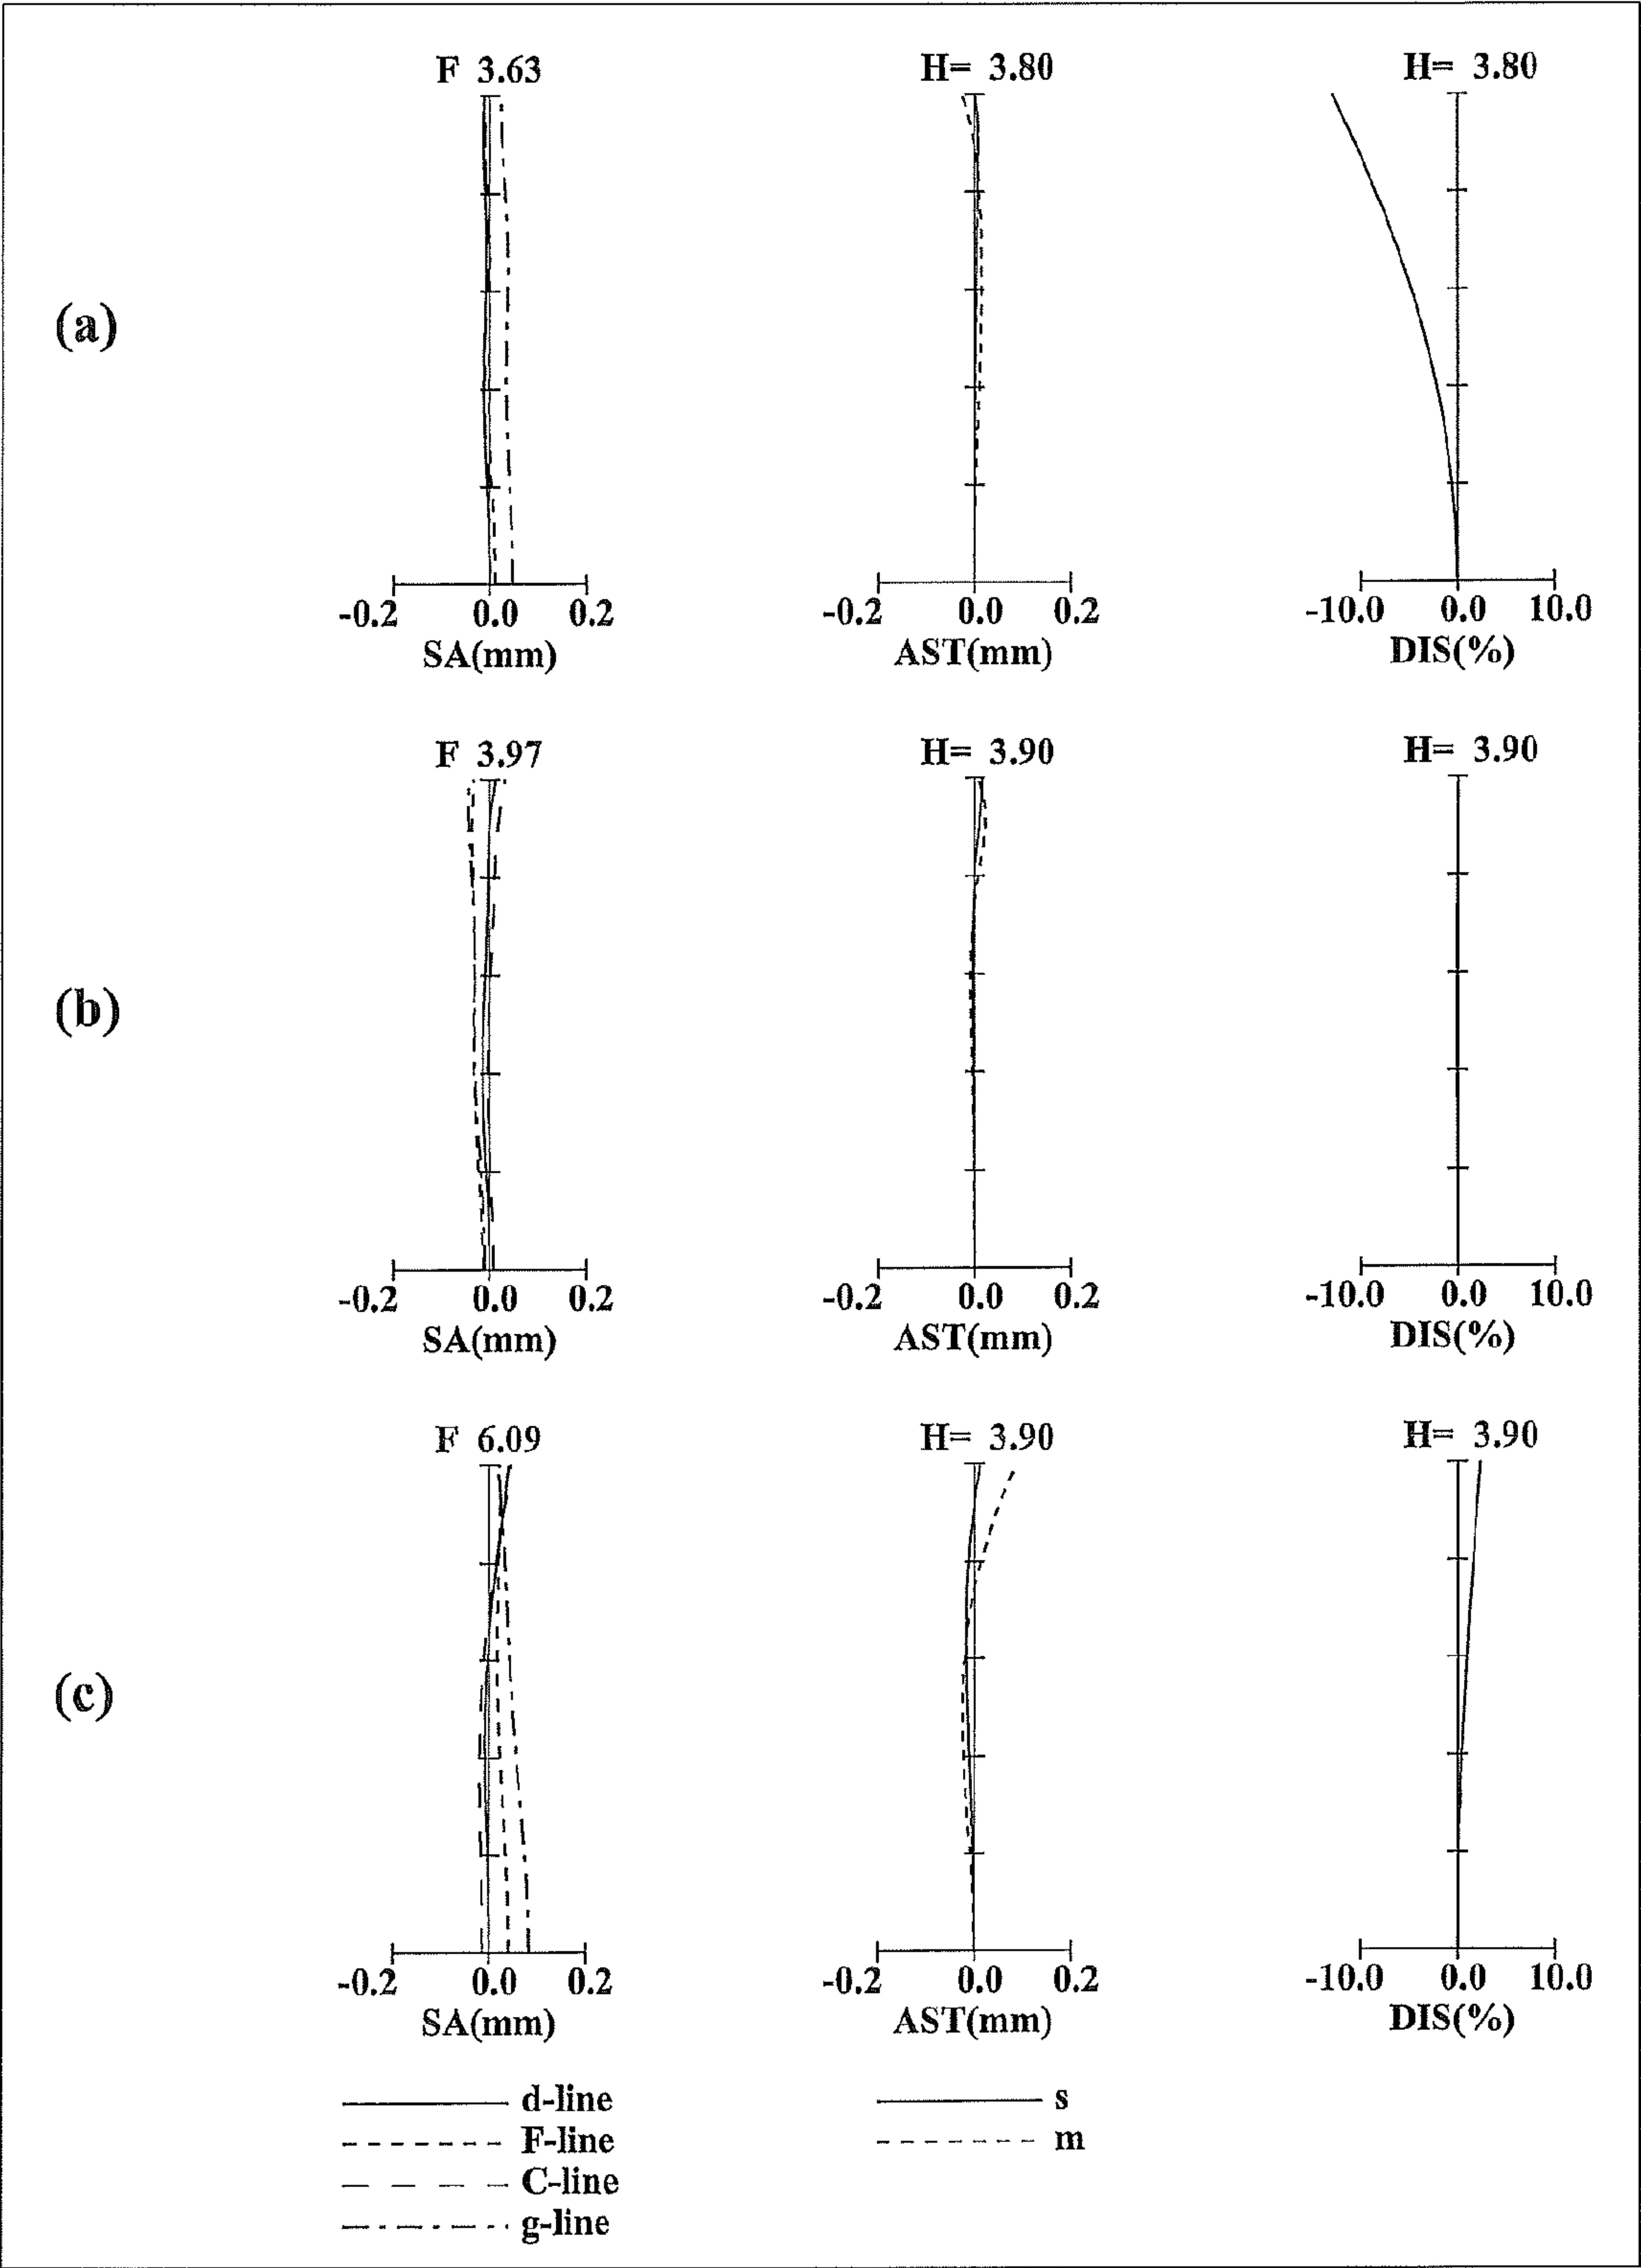 F 3.63 H= 3.80 H= 3.80
(a)
-0.2 0.0 0.2 -0.2 0.0 0.2 -10.0 0.0 10.0
SA(mm) AST(mm) DIS(%)
F 3.97 H= 3.90 H= 3.90
(b)
-0.2 0.0 0.2 -0.2 0.0 0.2 -10.0 0.0 10.0
SA(mm) AST(mm) DIS(%)
F 6.09 H= 3.90 H= 3.90
(c)
-0.2 0.0 0.2 -0.2 0.0 0.2 -10.0 0.0 10.0
SA(mm) AST(mm) DIS(%)
d-line s
F-line m
C-line
g-line